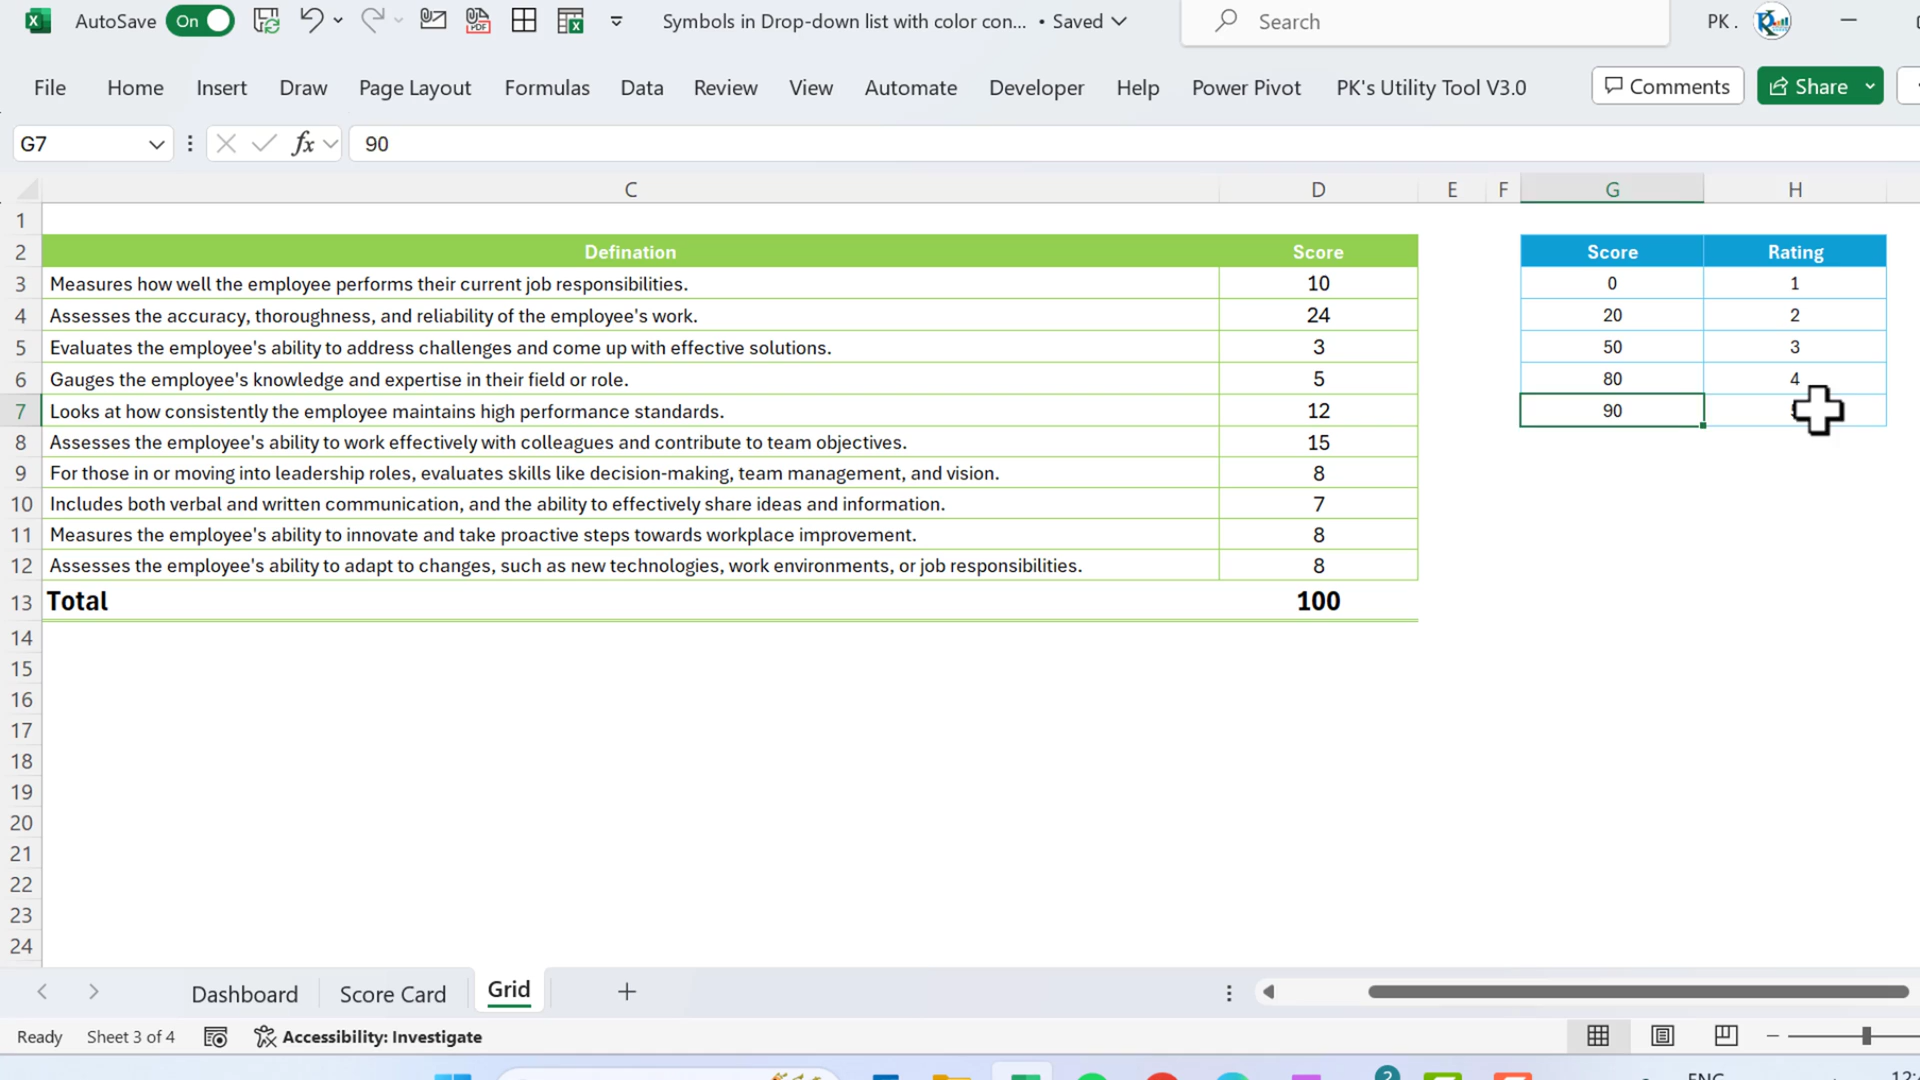 AutoSave On Symbols in Drop-down list with color con... • Saved Search PK .
File Home Insert Draw Page Layout Formulas Data Review View Automate Developer Help Power Pivot PK's Utility Tool V3.0 Comments Share
G7 fx 90
C D E F G H
1
2 Defination Score Score Rating
3 Measures how well the employee performs their current job responsibilities. 10 0 1
4 Assesses the accuracy, thoroughness, and reliability of the employee's work. 24 20 2
5 Evaluates the employee's ability to address challenges and come up with effective solutions. 3 50 3
6 Gauges the employee's knowledge and expertise in their field or role. 5 80 4
7 Looks at how consistently the employee maintains high performance standards. 12 90
8 Assesses the employee's ability to work effectively with colleagues and contribute to team objectives. 15
9 For those in or moving into leadership roles, evaluates skills like decision-making, team management, and vision. 8
10 Includes both verbal and written communication, and the ability to effectively share ideas and information. 7
11 Measures the employee's ability to innovate and take proactive steps towards workplace improvement. 8
12 Assesses the employee's ability to adapt to changes, such as new technologies, work environments, or job responsibilities. 8
13 Total 100
14
15
16
17
18
19
20
21
22
23
24
Dashboard Score Card Grid
Ready Sheet 3 of 4 Accessibility: Investigate
2 ENG